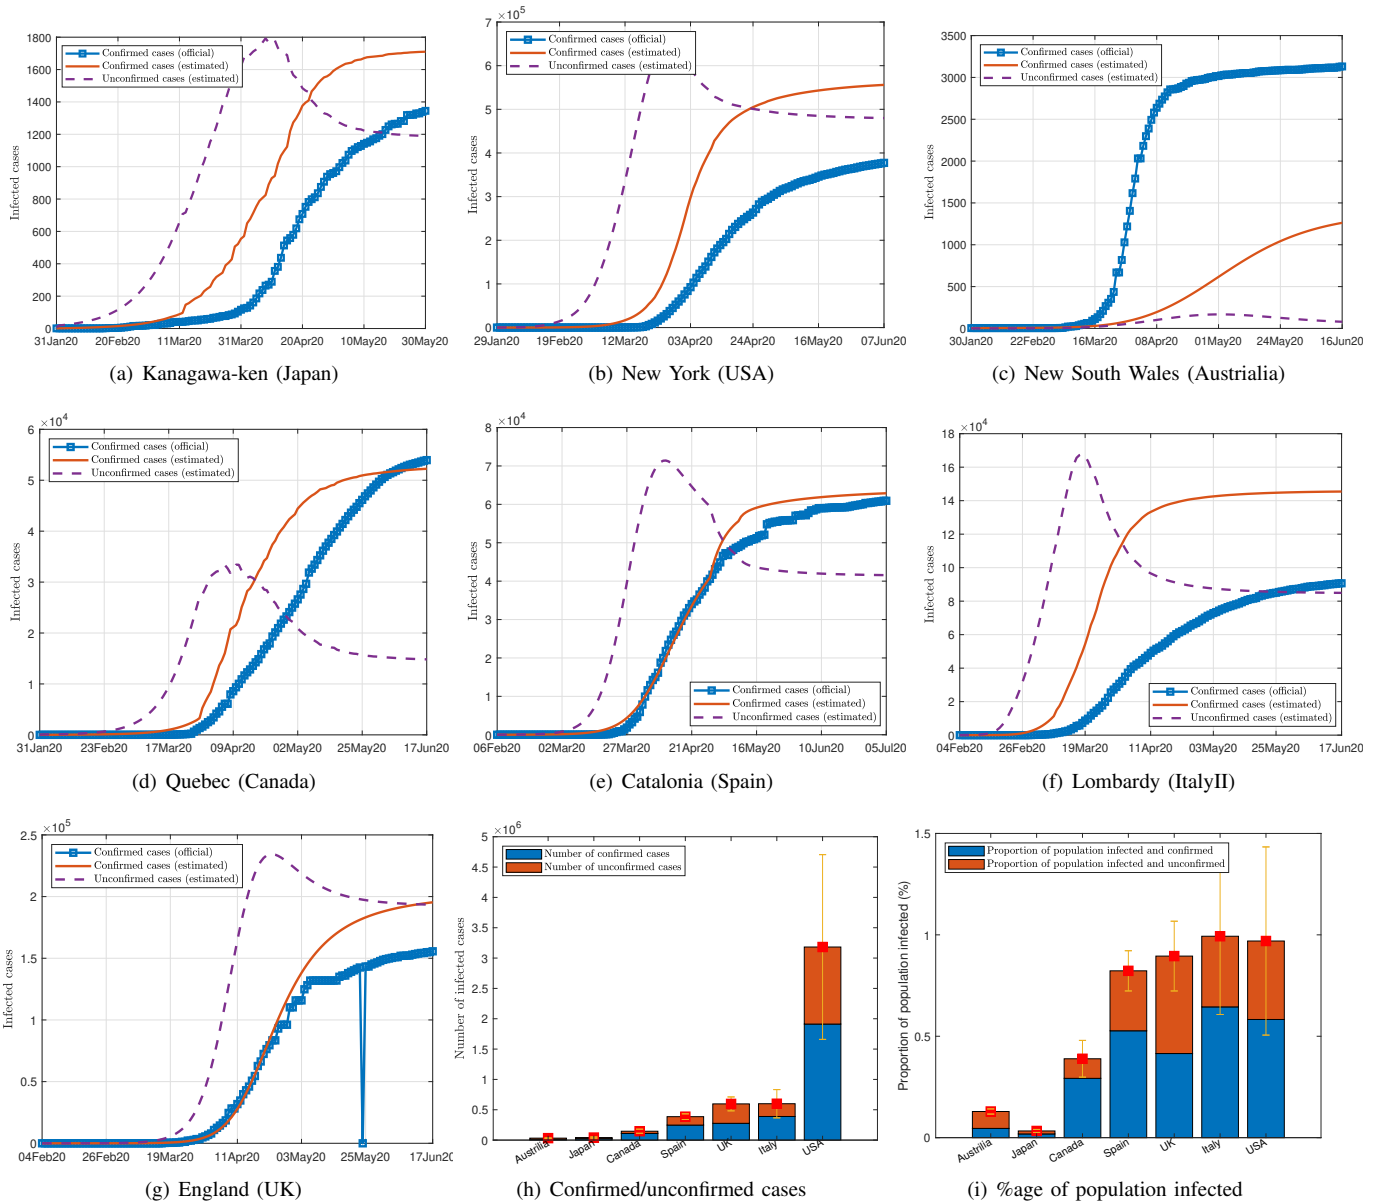 1800
1600
1400
1200
1000
800
600
400
200
0
Infected cases
Confirmed cases (official)
Confirmed cases (estimated)
Unconfirmed cases (estimated)
31Jan20 20Feb20 11Mar20 31Mar20 20Apr20 10May20 30May20
(a) Kanagawa-ken (Japan)
×10^5
7
6
5
4
3
2
1
0
Infected cases
Confirmed cases (official)
Confirmed cases (estimated)
Unconfirmed cases (estimated)
29Jan20 19Feb20 12Mar20 03Apr20 24Apr20 16May20 07Jun20
(b) New York (USA)
3500
3000
2500
2000
1500
1000
500
0
Infected cases
Confirmed cases (official)
Confirmed cases (estimated)
Unconfirmed cases (estimated)
30Jan20 22Feb20 16Mar20 08Apr20 01May20 24May20 16Jun20
(c) New South Wales (Austrialia)
×10^4
6
5
4
3
2
1
0
Infected cases
Confirmed cases (official)
Confirmed cases (estimated)
Unconfirmed cases (estimated)
31Jan20 23Feb20 17Mar20 09Apr20 02May20 25May20 17Jun20
(d) Quebec (Canada)
×10^4
8
7
6
5
4
3
2
1
0
Infected cases
Confirmed cases (official)
Confirmed cases (estimated)
Unconfirmed cases (estimated)
06Feb20 02Mar20 27Mar20 21Apr20 16May20 10Jun20 05Jul20
(e) Catalonia (Spain)
×10^4
18
16
14
12
10
8
6
4
2
0
Infected cases
Confirmed cases (official)
Confirmed cases (estimated)
Unconfirmed cases (estimated)
04Feb20 26Feb20 19Mar20 11Apr20 03May20 25May20 17Jun20
(f) Lombardy (ItalyII)
×10^5
2.5
2
1.5
1
0.5
0
Infected cases
Confirmed cases (official)
Confirmed cases (estimated)
Unconfirmed cases (estimated)
04Feb20 26Feb20 19Mar20 11Apr20 03May20 25May20 17Jun20
(g) England (UK)
×10^6
5
4.5
4
3.5
3
2.5
2
1.5
1
0.5
0
Number of infected cases
Number of confirmed cases
Number of unconfirmed cases
Austrilia Japan Canada Spain UK Italy USA
(h) Confirmed/unconfirmed cases
1.5
1
0.5
0
Proportion of population infected (%)
Proportion of population infected and confirmed
Proportion of population infected and unconfirmed
Austrilia Japan Canada Spain UK Italy USA
(i) %age of population infected